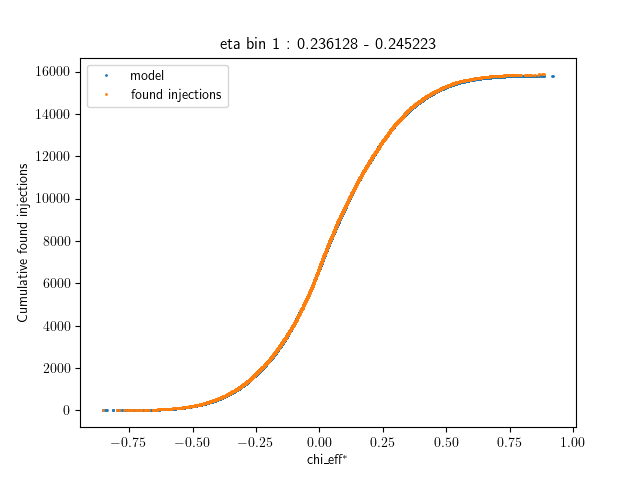 eta bin 1 : 0.236128 - 0.245223
model
found injections
16000
14000
12000
10000
8000
6000
4000
2000
0
Cumulative found injections
−0.75 −0.50 −0.25 0.00 0.25 0.50 0.75 1.00
chi_eff*